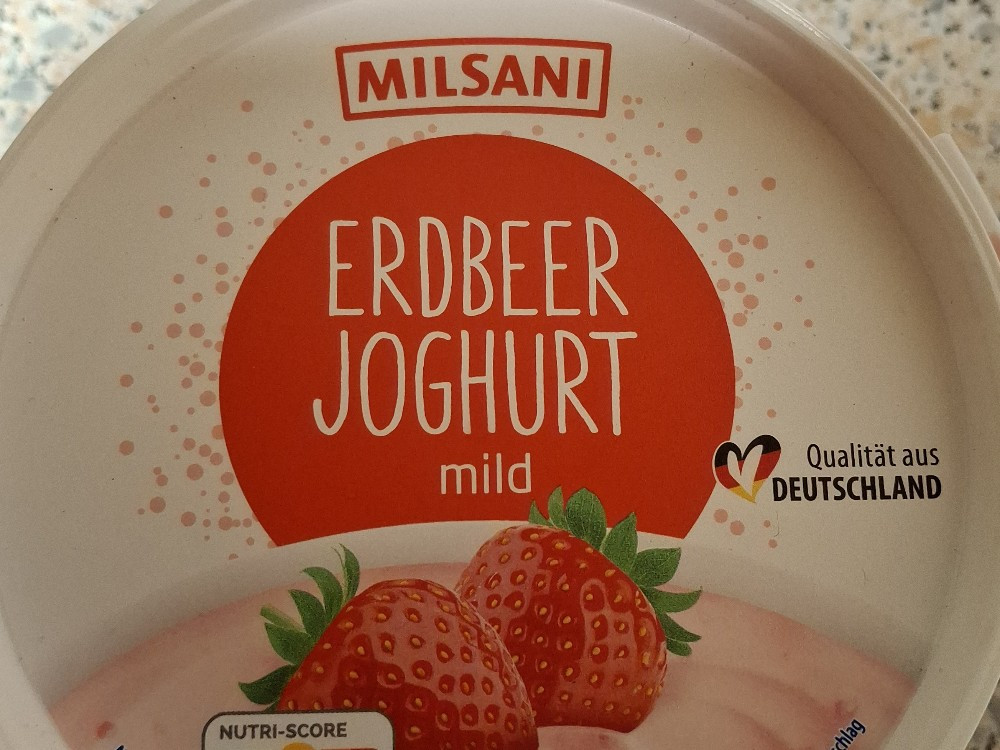 MILSANI
ERDBEER
JOGHURT
mild
Qualität aus
DEUTSCHLAND
NUTRI-SCORE